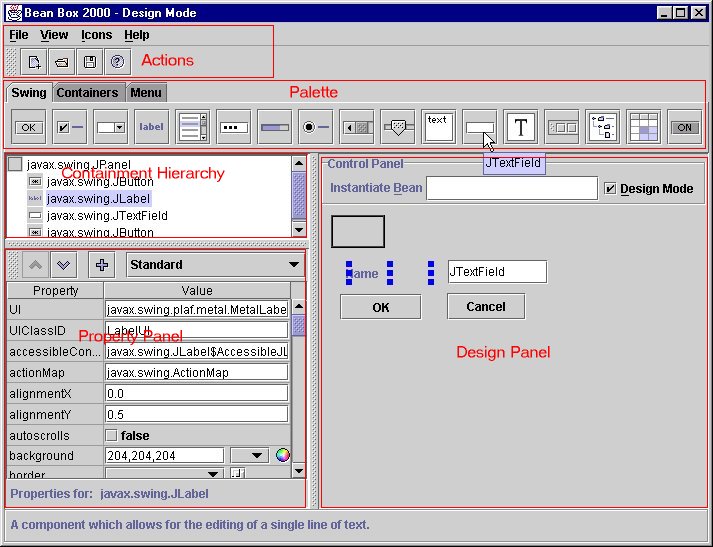 Bean Box 2000 - Design Mode
File View Icons Help
Actions
Swing Containers Menu
Palette
OK label text T ON
JTextField
javax.swing.JPanel
Containment Hierarchy
javax.swing.JButton
label javax.swing.JLabel
javax.swing.JTextField
javax.swing.JButton
Control Panel
Instantiate Bean
Design Mode
Standard
Property Value
UI javax.swing.plaf.metal.MetalLabe
UIClassID LabelUI
Property Panel
accessibleCon... javax.swing.JLabel$AccessibleJL
actionMap javax.swing.ActionMap
alignmentX 0.0
alignmentY 0.5
autoscrolls false
background 204,204,204
border
Properties for: javax.swing.JLabel
Name
JTextField
OK
Cancel
Design Panel
A component which allows for the editing of a single line of text.